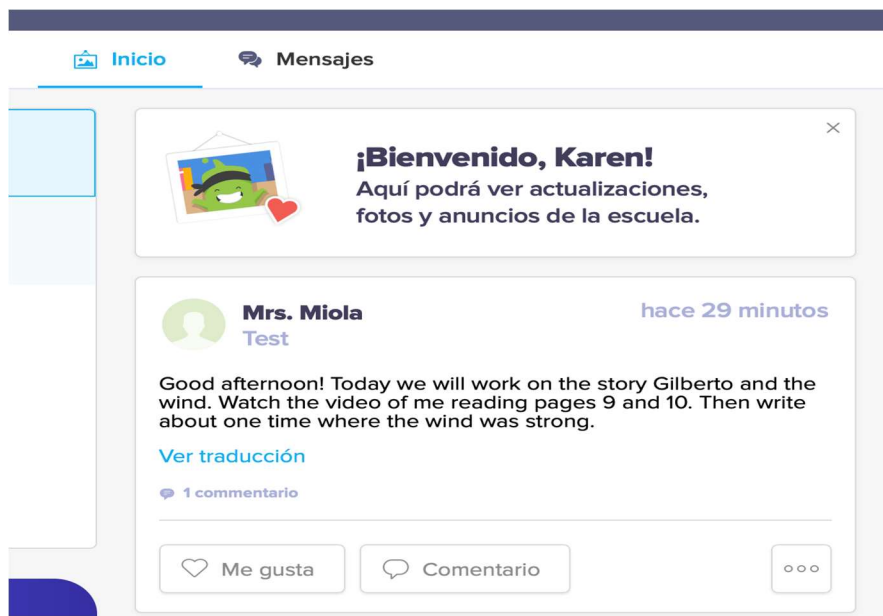 Inicio Mensajes
¡Bienvenido, Karen!
Aquí podrá ver actualizaciones,
fotos y anuncios de la escuela.
Mrs. Miola hace 29 minutos
Test
Good afternoon! Today we will work on the story Gilberto and the
wind. Watch the video of me reading pages 9 and 10. Then write
about one time where the wind was strong.
Ver traducción
1 commentario
Me gusta Comentario